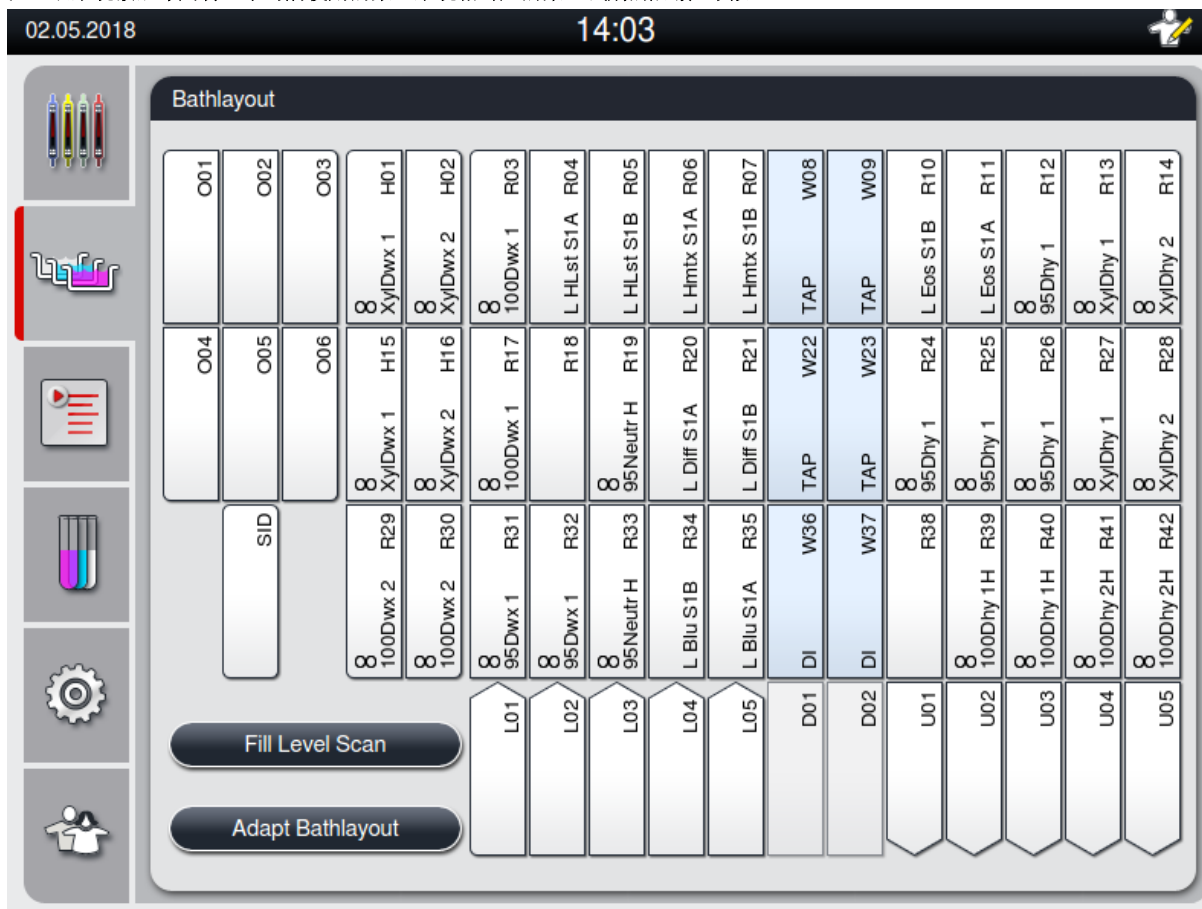 02.05.2018
14:03
Bathlayout
O01
O02
O03
∞ XylDwx 1 H01
∞ XylDwx 2 H02
∞ 100Dwx 1 R03
L HLst S1A R04
L HLst S1B R05
L Hmtx S1A R06
L Hmtx S1B R07
TAP W08
TAP W09
L Eos S1B R10
L Eos S1A R11
∞ 95Dhy 1 R12
∞ XylDhy 1 R13
∞ XylDhy 2 R14
O04
O05
O06
∞ XylDwx 1 H15
∞ XylDwx 2 H16
∞ 100Dwx 1 R17
R18
∞ 95Neutr H R19
L Diff S1A R20
L Diff S1B R21
TAP W22
TAP W23
∞ 95Dhy 1 R24
∞ 95Dhy 1 R25
∞ 95Dhy 1 R26
∞ XylDhy 1 R27
∞ XylDhy 2 R28
SID
∞ 100Dwx 2 R29
∞ 100Dwx 2 R30
∞ 95Dwx 1 R31
∞ 95Dwx 1 R32
∞ 95Neutr H R33
L Blu S1B R34
L Blu S1A R35
DI W36
DI W37
R38
∞ 100Dhy 1H R39
∞ 100Dhy 1H R40
∞ 100Dhy 2H R41
∞ 100Dhy 2H R42
L01
L02
L03
L04
L05
D01
D02
U01
U02
U03
U04
U05
Fill Level Scan
Adapt Bathlayout